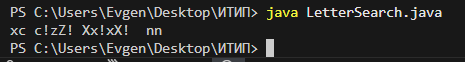 PS C:\Users\Evgen\Desktop\ИТИП> java LetterSearch.java
xc c!zZ! Xx!xX!  nn
PS C:\Users\Evgen\Desktop\ИТИП>